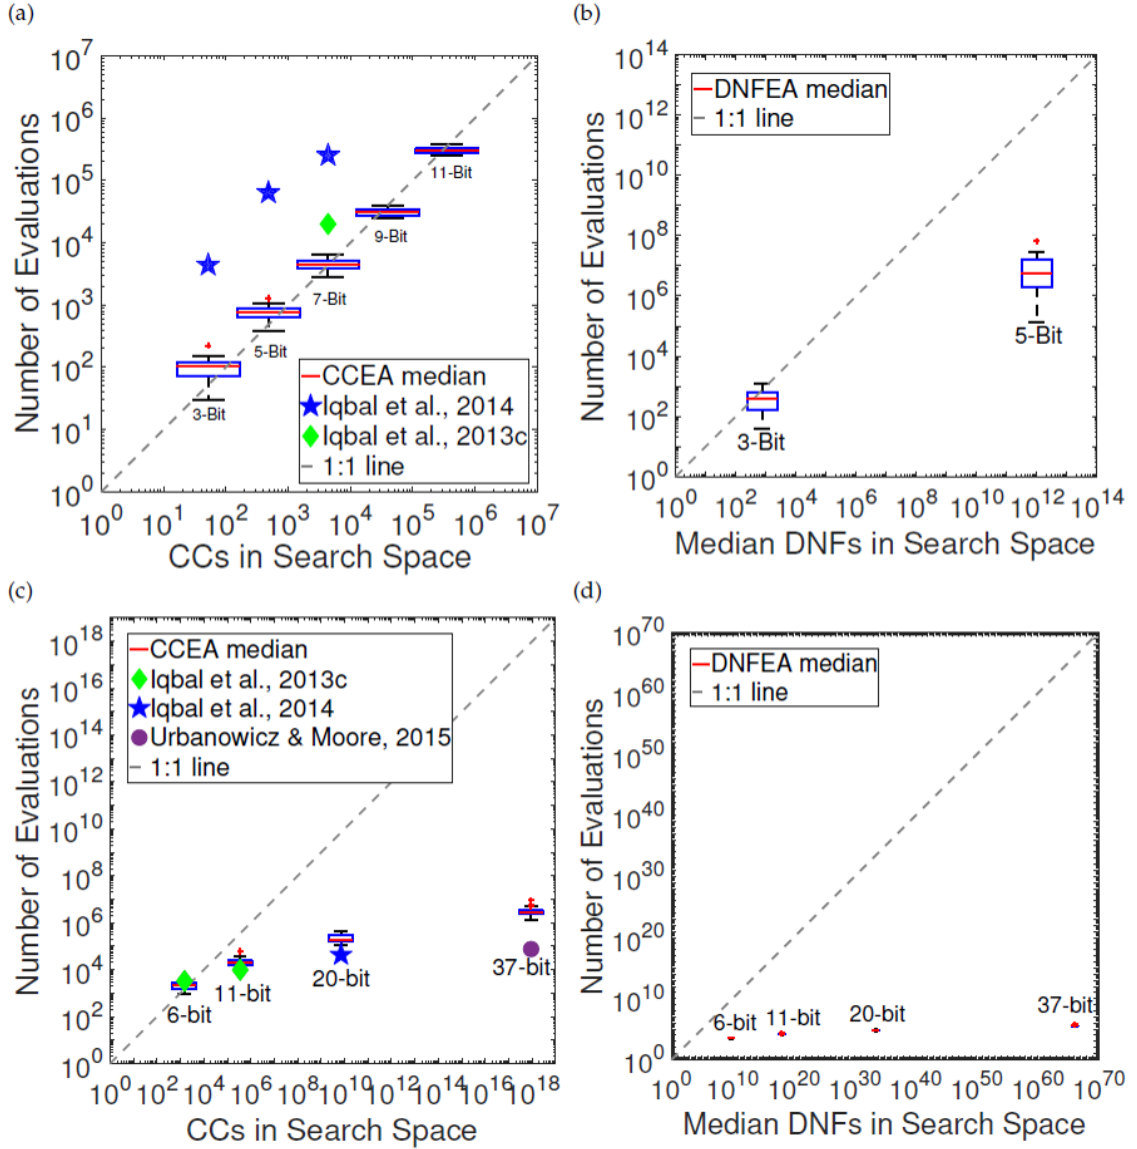 (a)
10^7
10^6
10^5
10^4
10^3
10^2
10^1
10^0
Number of Evaluations
11-Bit
9-Bit
7-Bit
5-Bit
3-Bit
CCEA median
Iqbal et al., 2014
Iqbal et al., 2013c
1:1 line
10^0 10^1 10^2 10^3 10^4 10^5 10^6 10^7
CCs in Search Space
(b)
10^14
10^12
10^10
10^8
10^6
10^4
10^2
10^0
Number of Evaluations
DNFEA median
1:1 line
5-Bit
3-Bit
10^0 10^2 10^4 10^6 10^8 10^10 10^12 10^14
Median DNFs in Search Space
(c)
10^18
10^16
10^14
10^12
10^10
10^8
10^6
10^4
10^2
10^0
Number of Evaluations
CCEA median
Iqbal et al., 2013c
Iqbal et al., 2014
Urbanowicz & Moore, 2015
1:1 line
6-bit
11-bit
20-bit
37-bit
10^0 10^2 10^4 10^6 10^8 10^10 10^12 10^14 10^16 10^18
CCs in Search Space
(d)
10^70
10^60
10^50
10^40
10^30
10^20
10^10
10^0
Number of Evaluations
DNFEA median
1:1 line
6-bit
11-bit
20-bit
37-bit
10^0 10^10 10^20 10^30 10^40 10^50 10^60 10^70
Median DNFs in Search Space